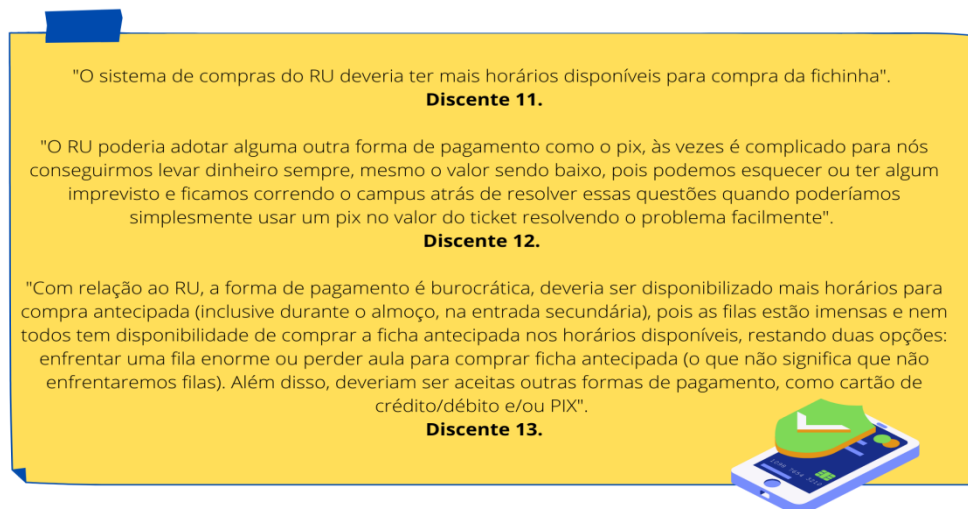 "O sistema de compras do RU deveria ter mais horários disponíveis para compra da fichinha".
Discente 11.
"O RU poderia adotar alguma outra forma de pagamento como o pix, às vezes é complicado para nós
conseguirmos levar dinheiro sempre, mesmo o valor sendo baixo, pois podemos esquecer ou ter algum
imprevisto e ficamos correndo o campus atrás de resolver essas questões quando poderíamos
simplesmente usar um pix no valor do ticket resolvendo o problema facilmente".
Discente 12.
"Com relação ao RU, a forma de pagamento é burocrática, deveria ser disponibilizado mais horários para
compra antecipada (inclusive durante o almoço, na entrada secundária), pois as filas estão imensas e nem
todos tem disponibilidade de comprar a ficha antecipada nos horários disponíveis, restando duas opções:
enfrentar uma fila enorme ou perder aula para comprar ficha antecipada (o que não significa que não
enfrentaremos filas). Além disso, deveriam ser aceitas outras formas de pagamento, como cartão de
crédito/débito e/ou PIX".
Discente 13.